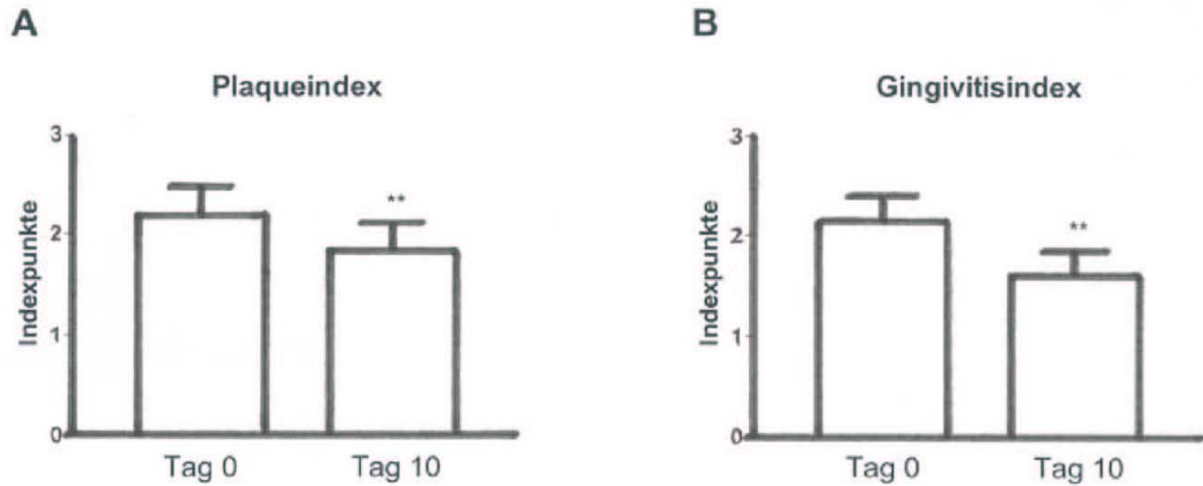 A
Plaqueindex
3
2
1
0
Indexpunkte
**
Tag 0
Tag 10
B
Gingivitisindex
3
2
1
0
Indexpunkte
**
Tag 0
Tag 10